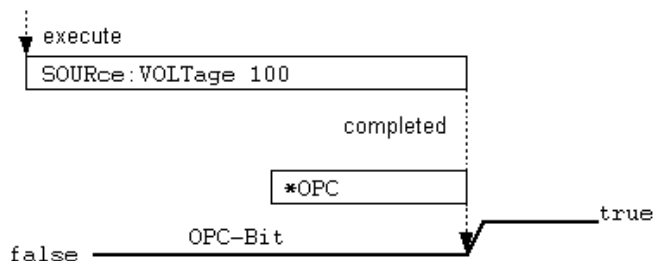 execute
SOURce:VOLTage 100
completed
*OPC
true
OPC-Bit
false